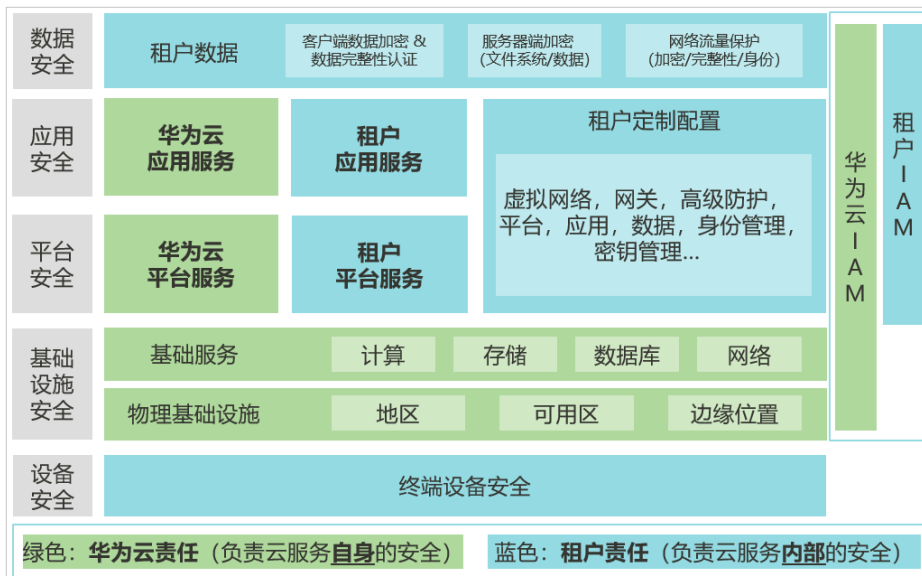 数据
安全
租户数据
客户端数据加密 &
数据完整性认证
服务器端加密
(文件系统/数据)
网络流量保护
(加密/完整性/身份)
应用
安全
华为云
应用服务
租户
应用服务
租户定制配置
虚拟网络，网关，高级防护，
平台，应用，数据，身份管理，
密钥管理...
平台
安全
华为云
平台服务
租户
平台服务
基础
设施
安全
基础服务
计算
存储
数据库
网络
物理基础设施
地区
可用区
边缘位置
设备
安全
终端设备安全
华为云IAM
租户IAM
绿色：华为云责任（负责云服务自身的安全）
蓝色：租户责任（负责云服务内部的安全）